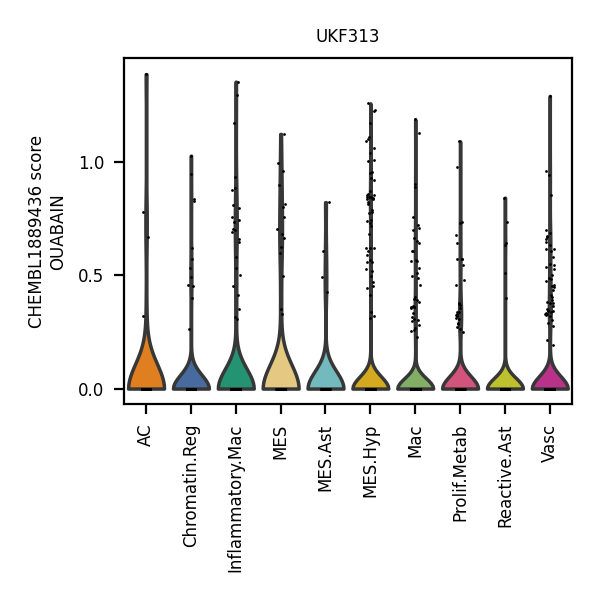 UKF313
CHEMBL1889436 score
OUABAIN
1.0
0.5
0.0
AC
Chromatin.Reg
Inflammatory.Mac
MES
MES.Ast
MES.Hyp
Mac
Prolif.Metab
Reactive.Ast
Vasc